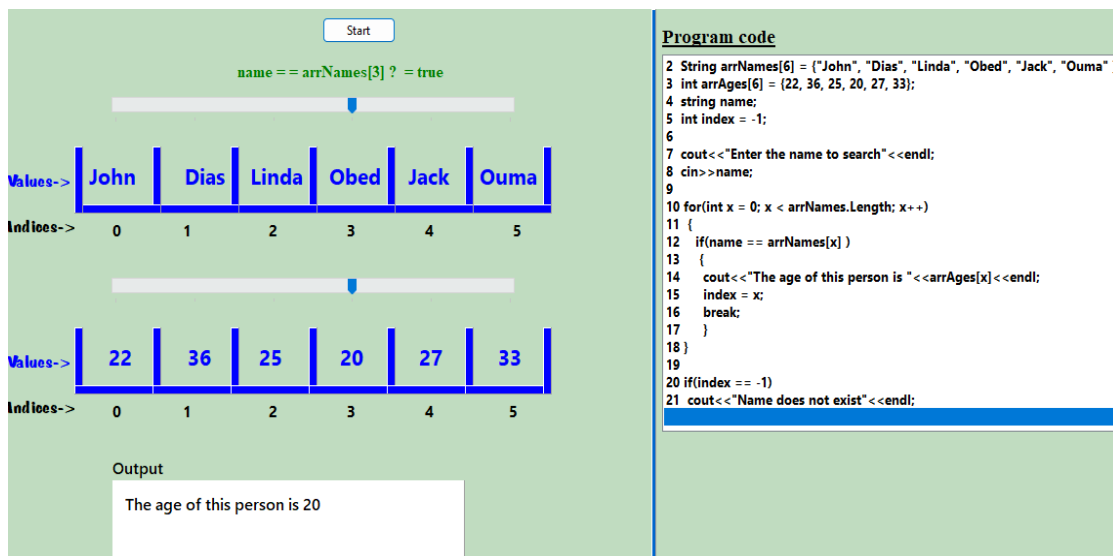 Start
name = = arrNames[3] ? = true
Values->
John Dias Linda Obed Jack Ouma
Indices->
0 1 2 3 4 5
Values->
22 36 25 20 27 33
Indices->
0 1 2 3 4 5
Output
The age of this person is 20
Program code
2 String arrNames[6] = {"John", "Dias", "Linda", "Obed", "Jack", "Ouma" }
3 int arrAges[6] = {22, 36, 25, 20, 27, 33};
4 string name;
5 int index = -1;
6
7 cout<<"Enter the name to search"<<endl;
8 cin>>name;
9
10 for(int x = 0; x < arrNames.Length; x++)
11 {
12 if(name == arrNames[x] )
13 {
14 cout<<"The age of this person is "<<arrAges[x]<<endl;
15 index = x;
16 break;
17 }
18 }
19
20 if(index == -1)
21 cout<<"Name does not exist"<<endl;